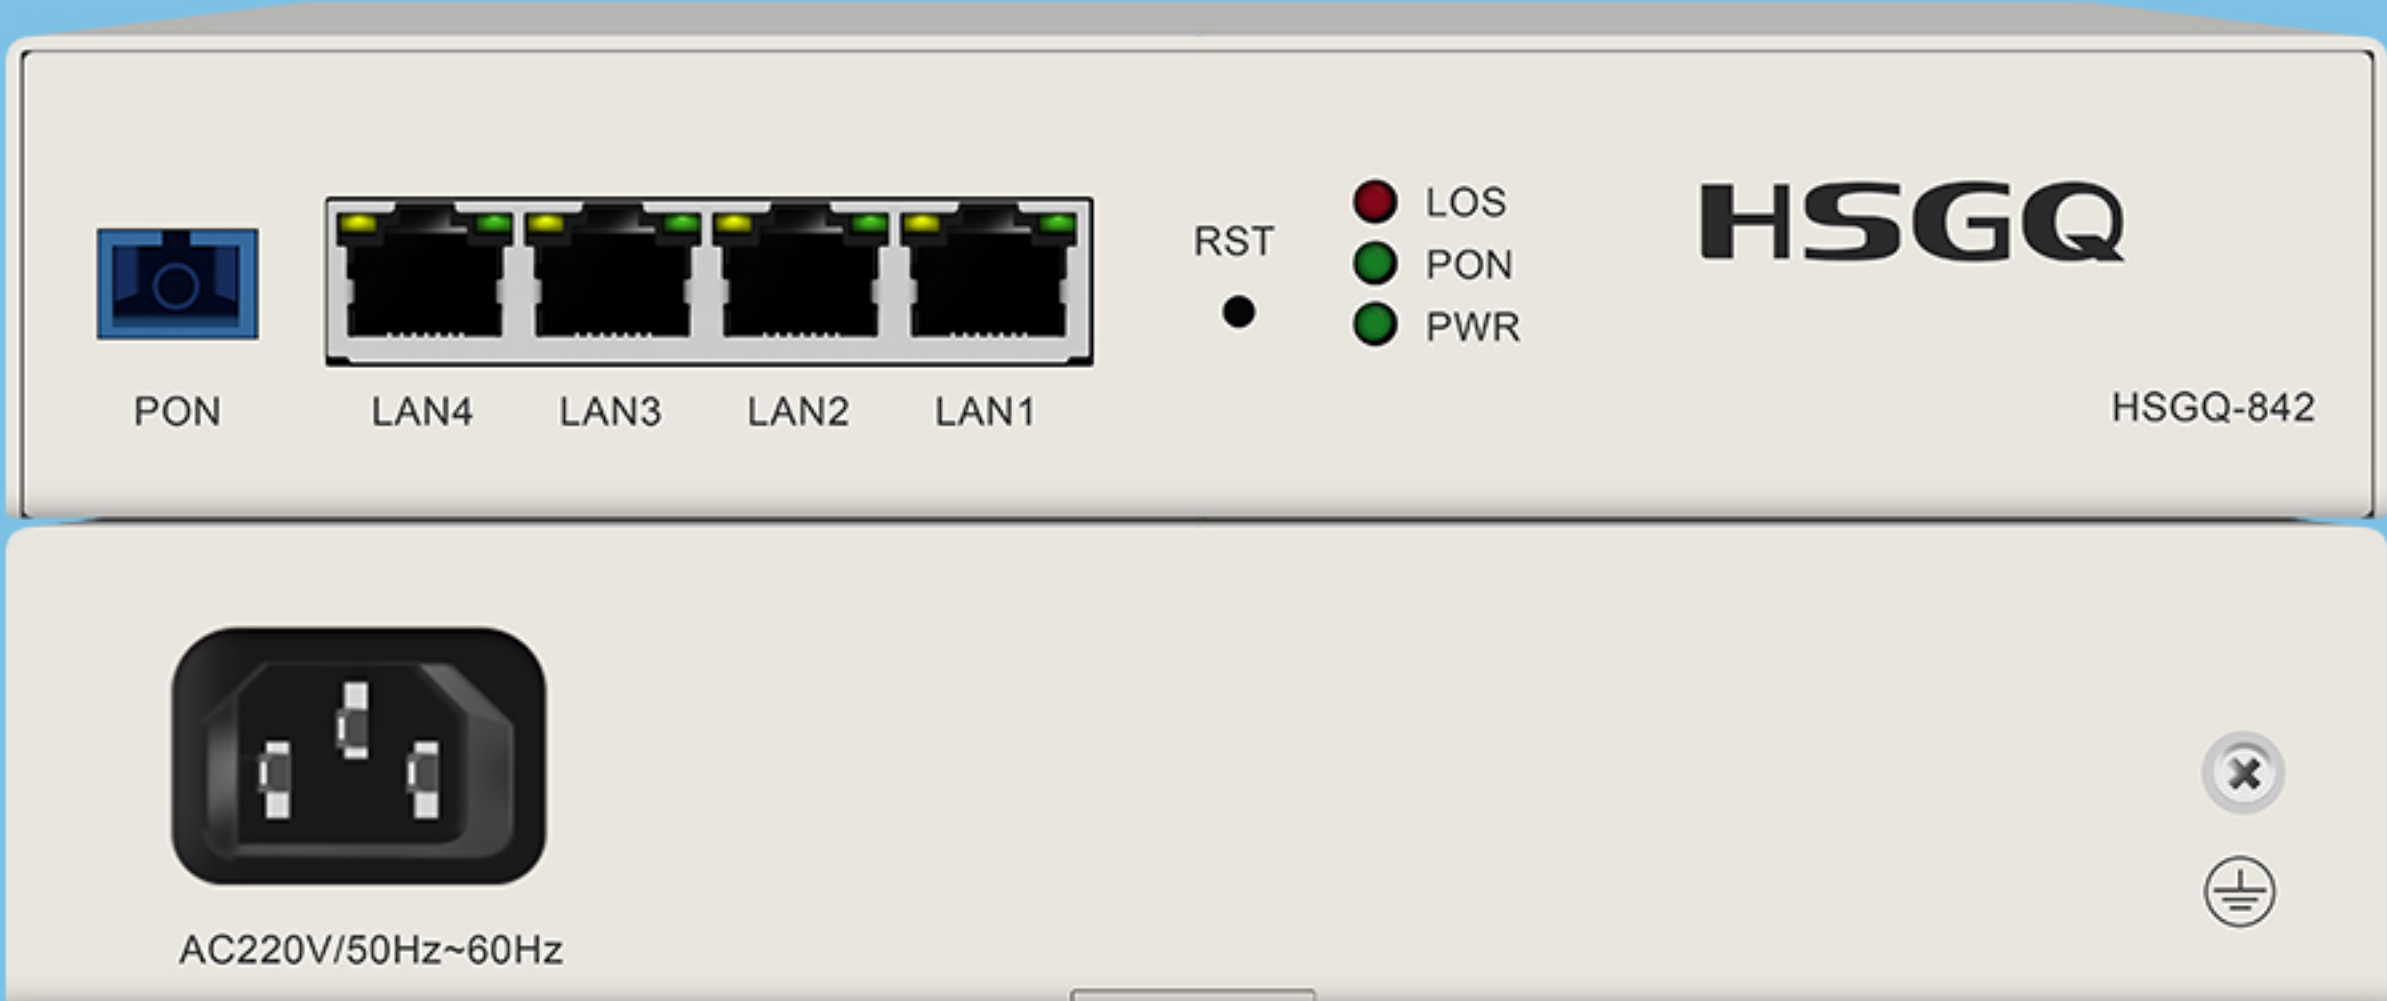 LOS
RST
PON
PWR
HSGQ
PON
LAN4
LAN3
LAN2
LAN1
HSGQ-842
AC220V/50Hz~60Hz